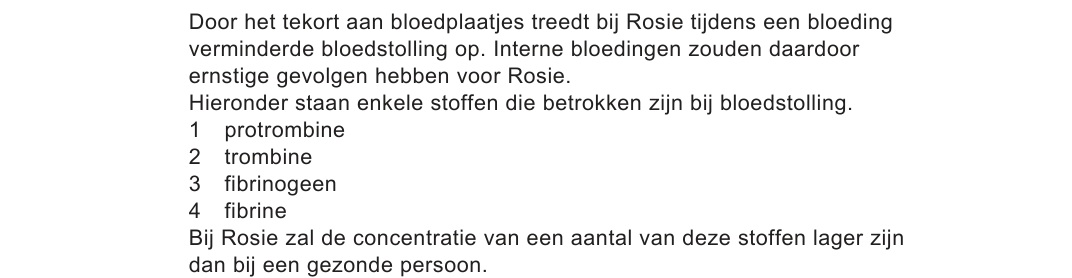 Door het tekort aan bloedplaatjes treedt bij Rosie tijdens een bloeding
verminderde bloedstolling op. Interne bloedingen zouden daardoor
ernstige gevolgen hebben voor Rosie.
Hieronder staan enkele stoffen die betrokken zijn bij bloedstolling.
1 protrombine
2 trombine
3 fibrinogeen
4 fibrine
Bij Rosie zal de concentratie van een aantal van deze stoffen lager zijn
dan bij een gezonde persoon.